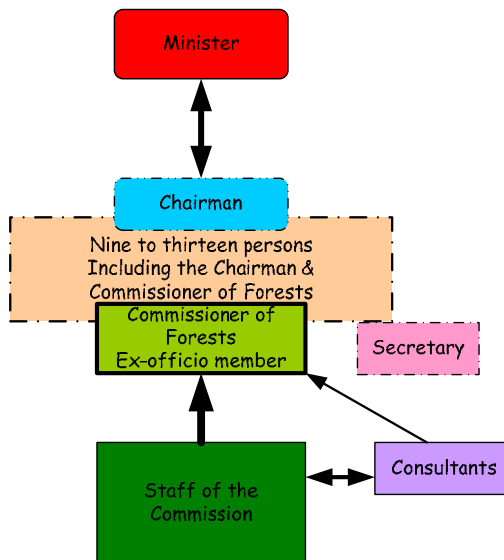 Minister
Chairman
Nine to thirteen persons
Including the Chairman &
Commissioner of Forests
Commissioner of
Forests
Ex-officio member
Secretary
Consultants
Staff of the
Commission